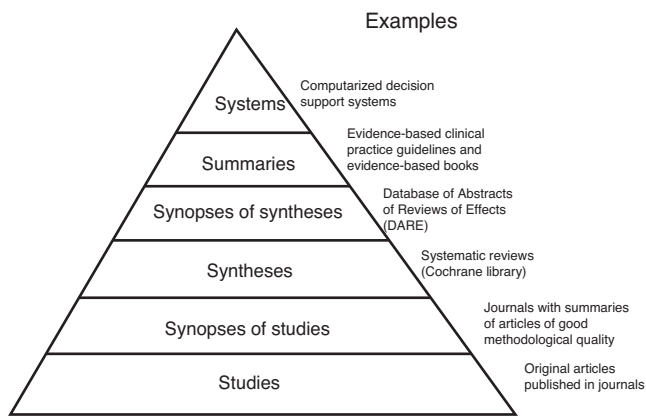 Examples
Systems
Computarized decision
support systems
Summaries
Evidence-based clinical
practice guidelines and
evidence-based books
Synopses of syntheses
Database of Abstracts
of Reviews of Effects
(DARE)
Syntheses
Systematic reviews
(Cochrane library)
Synopses of studies
Journals with summaries
of articles of good
methodological quality
Studies
Original articles
published in journals